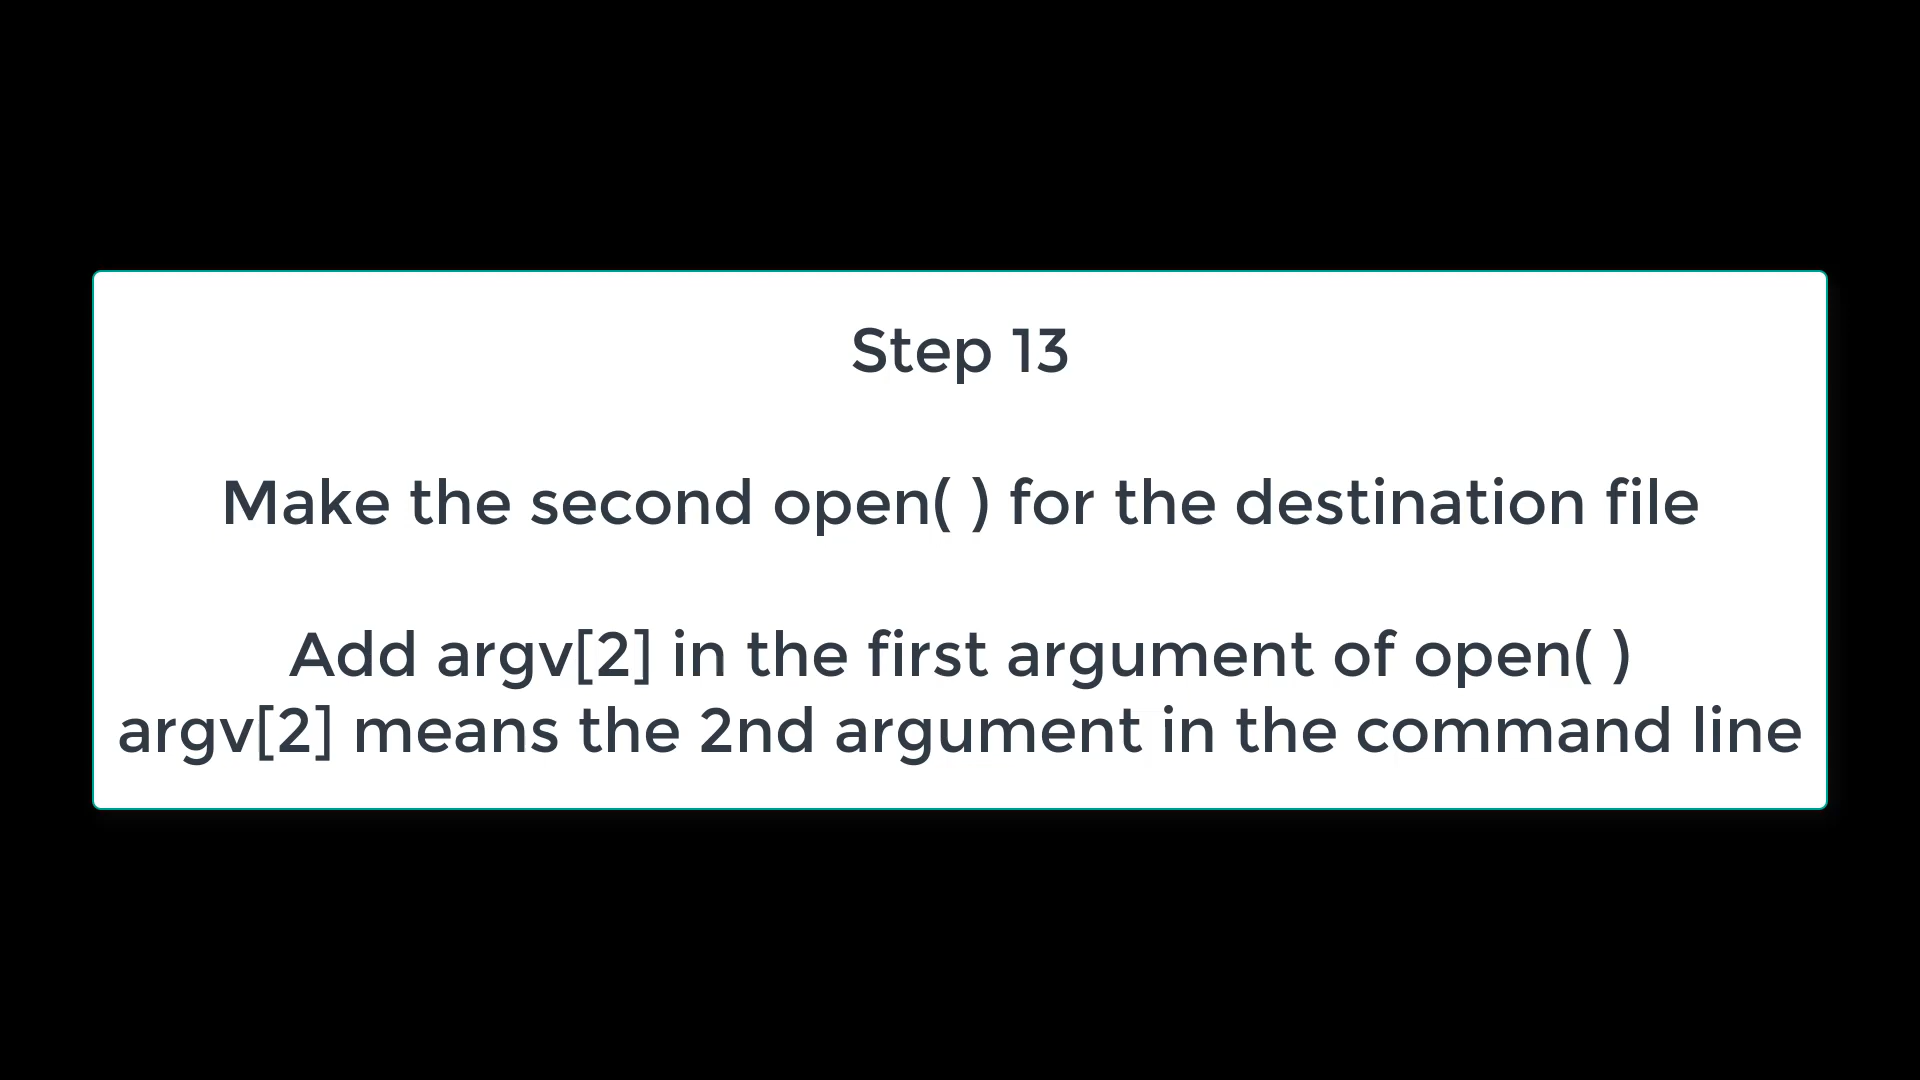 Step 13
Make the second open( ) for the destination file
Add argv[2] in the first argument of open( )
argv[2] means the 2nd argument in the command line